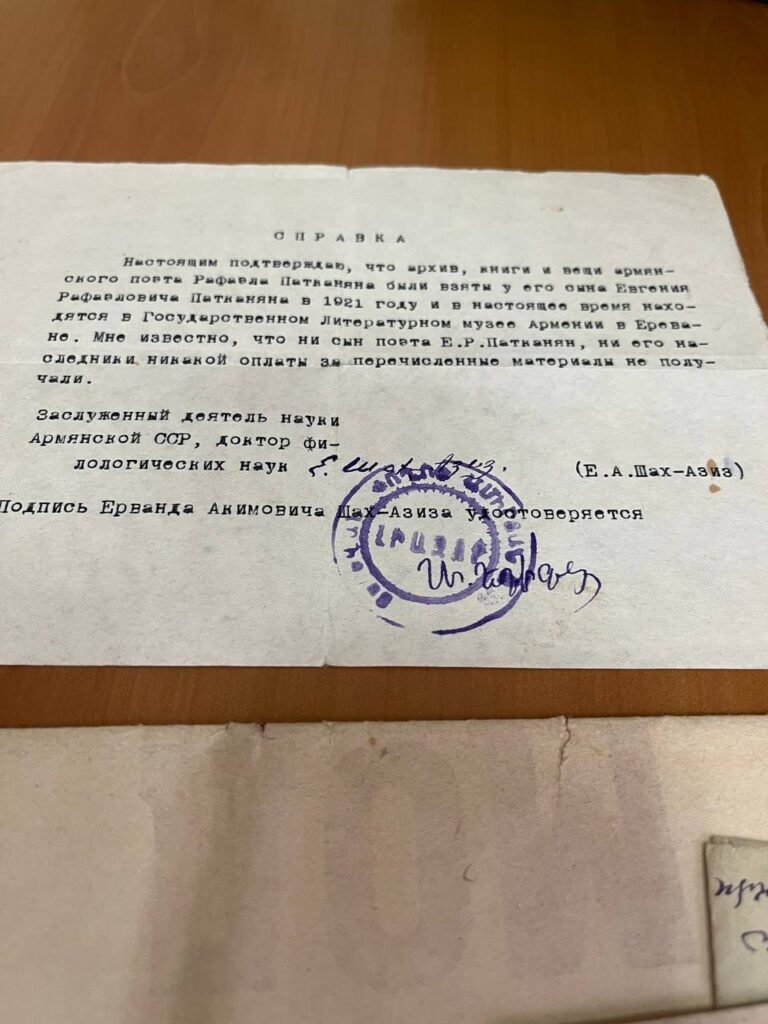 СПРАВКА
Настоящим подтверждаю, что архив, книги и вещи армян-
ского поэта Рафаэла Патканяна были взяты у его сына Евгения
Рафаэловича Патканяна в 1921 году и в настоящее время нахо-
дятся в Государственном Литературном музее Армении в Ерева-
не. Мне известно, что ни сын поэта Е.Р.Патканян, ни его на-
следники никакой оплаты за перечисленные материалы не полу-
чали.
Заслуженный деятель науки
Армянской ССР, доктор фи-
лологических наук Е. Шах-Азиз. (Е.А.Шах-Азиз)
Подпись Ерванда Акимовича Шах-Азиза удостоверяется